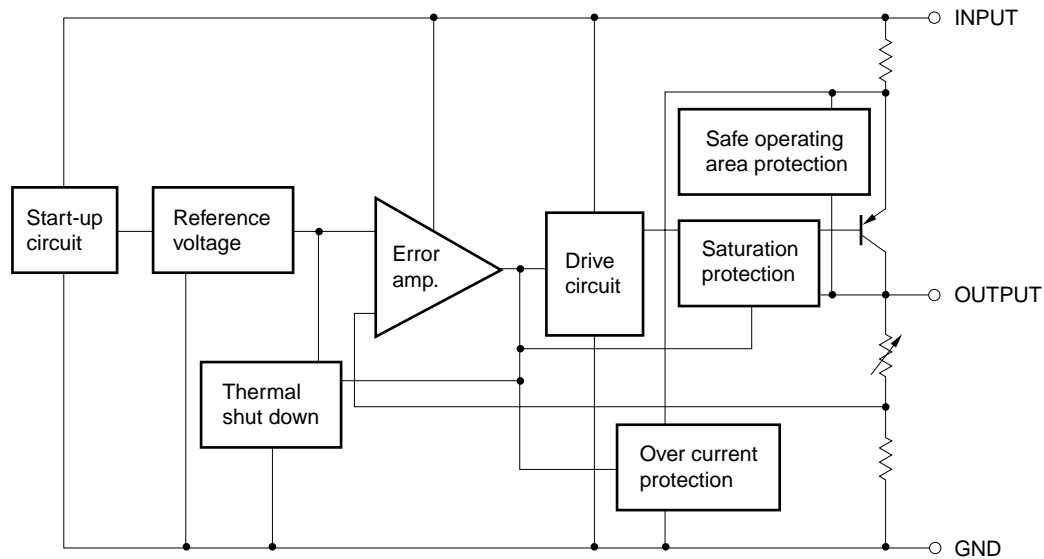 INPUT
Safe operating
area protection
Start-up
circuit
Reference
voltage
Error
amp.
Drive
circuit
Saturation
protection
OUTPUT
Thermal
shut down
Over current
protection
GND